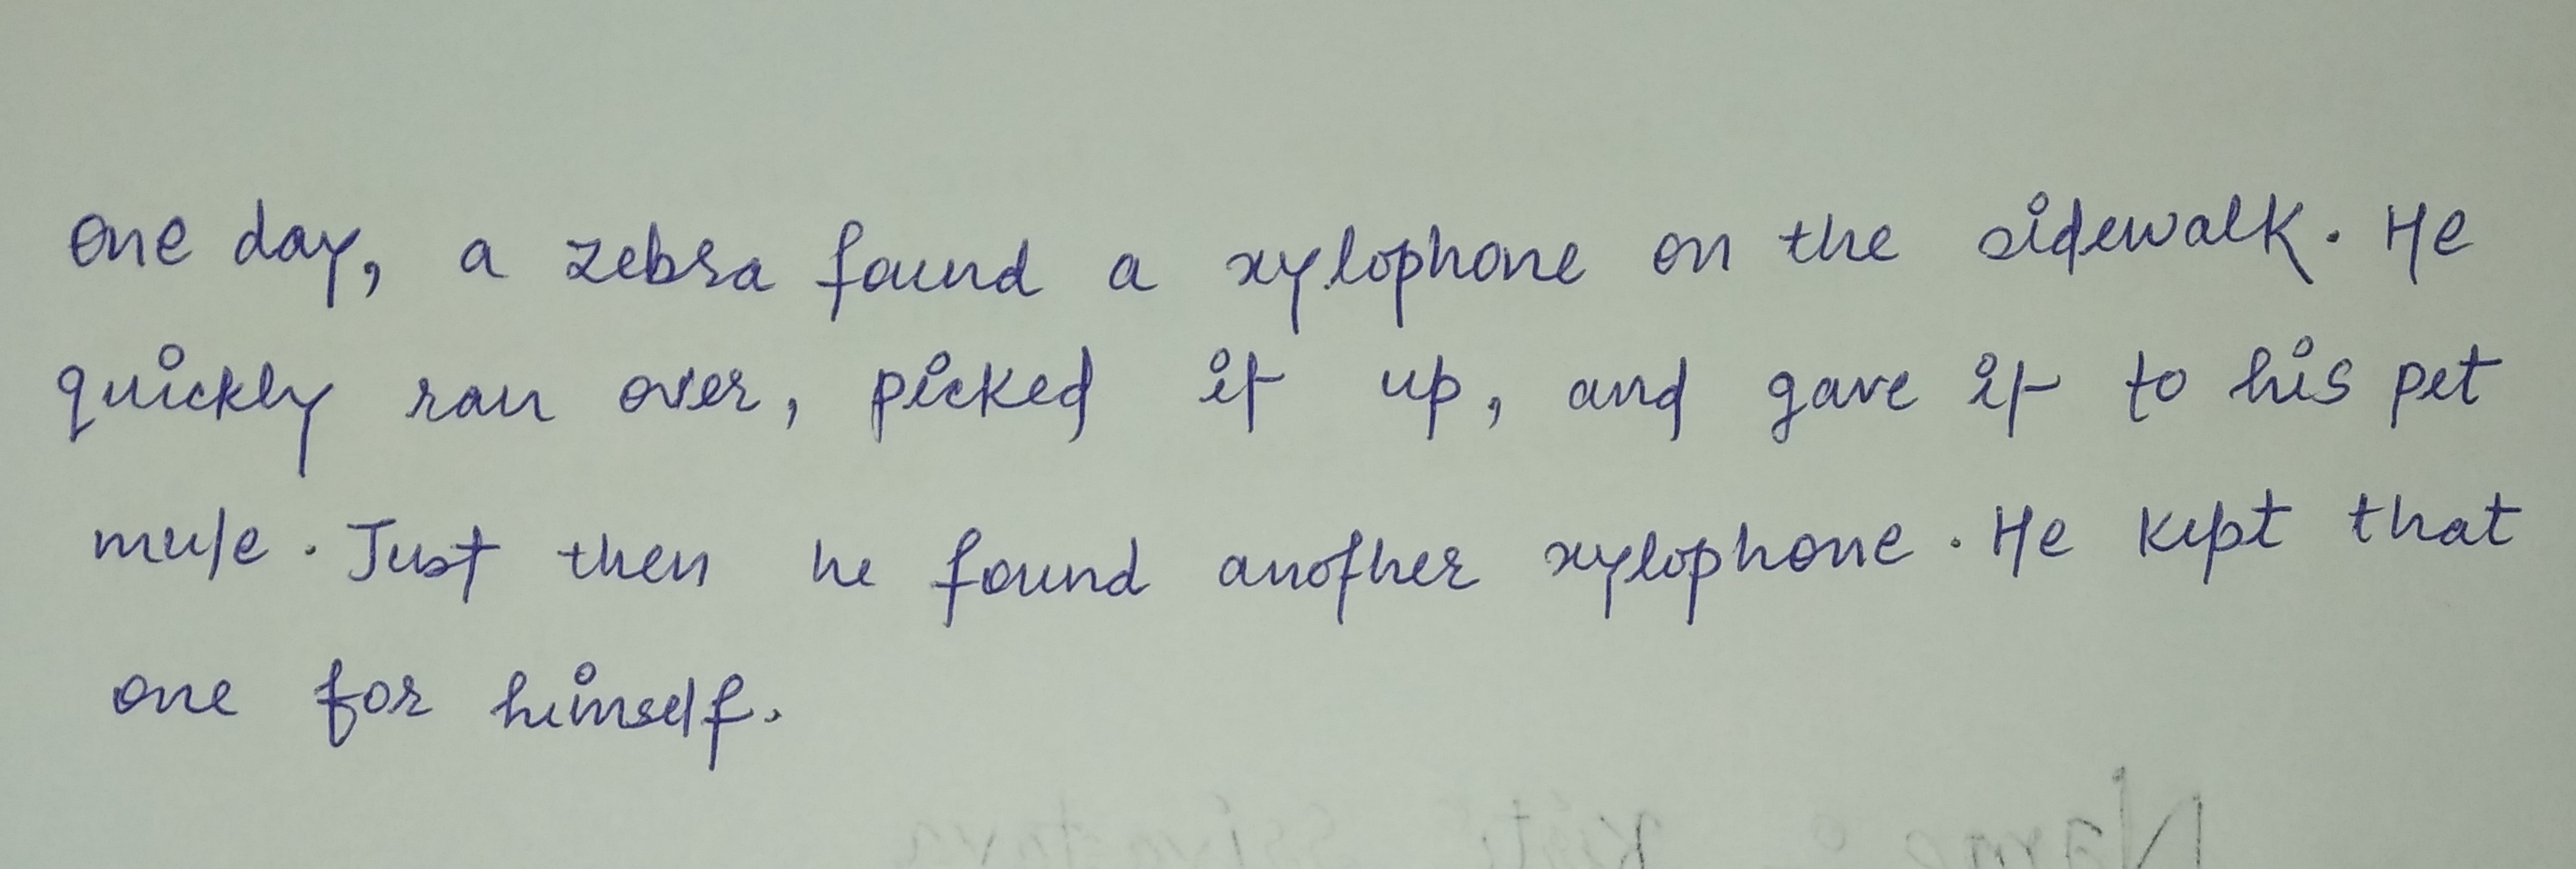 One day, a zebra found a xylophone on the sidewalk. He
quickly ran over, picked it up, and gave it to his pet
mule. Just then he found another xylophone. He kept that
one for himself.
Name